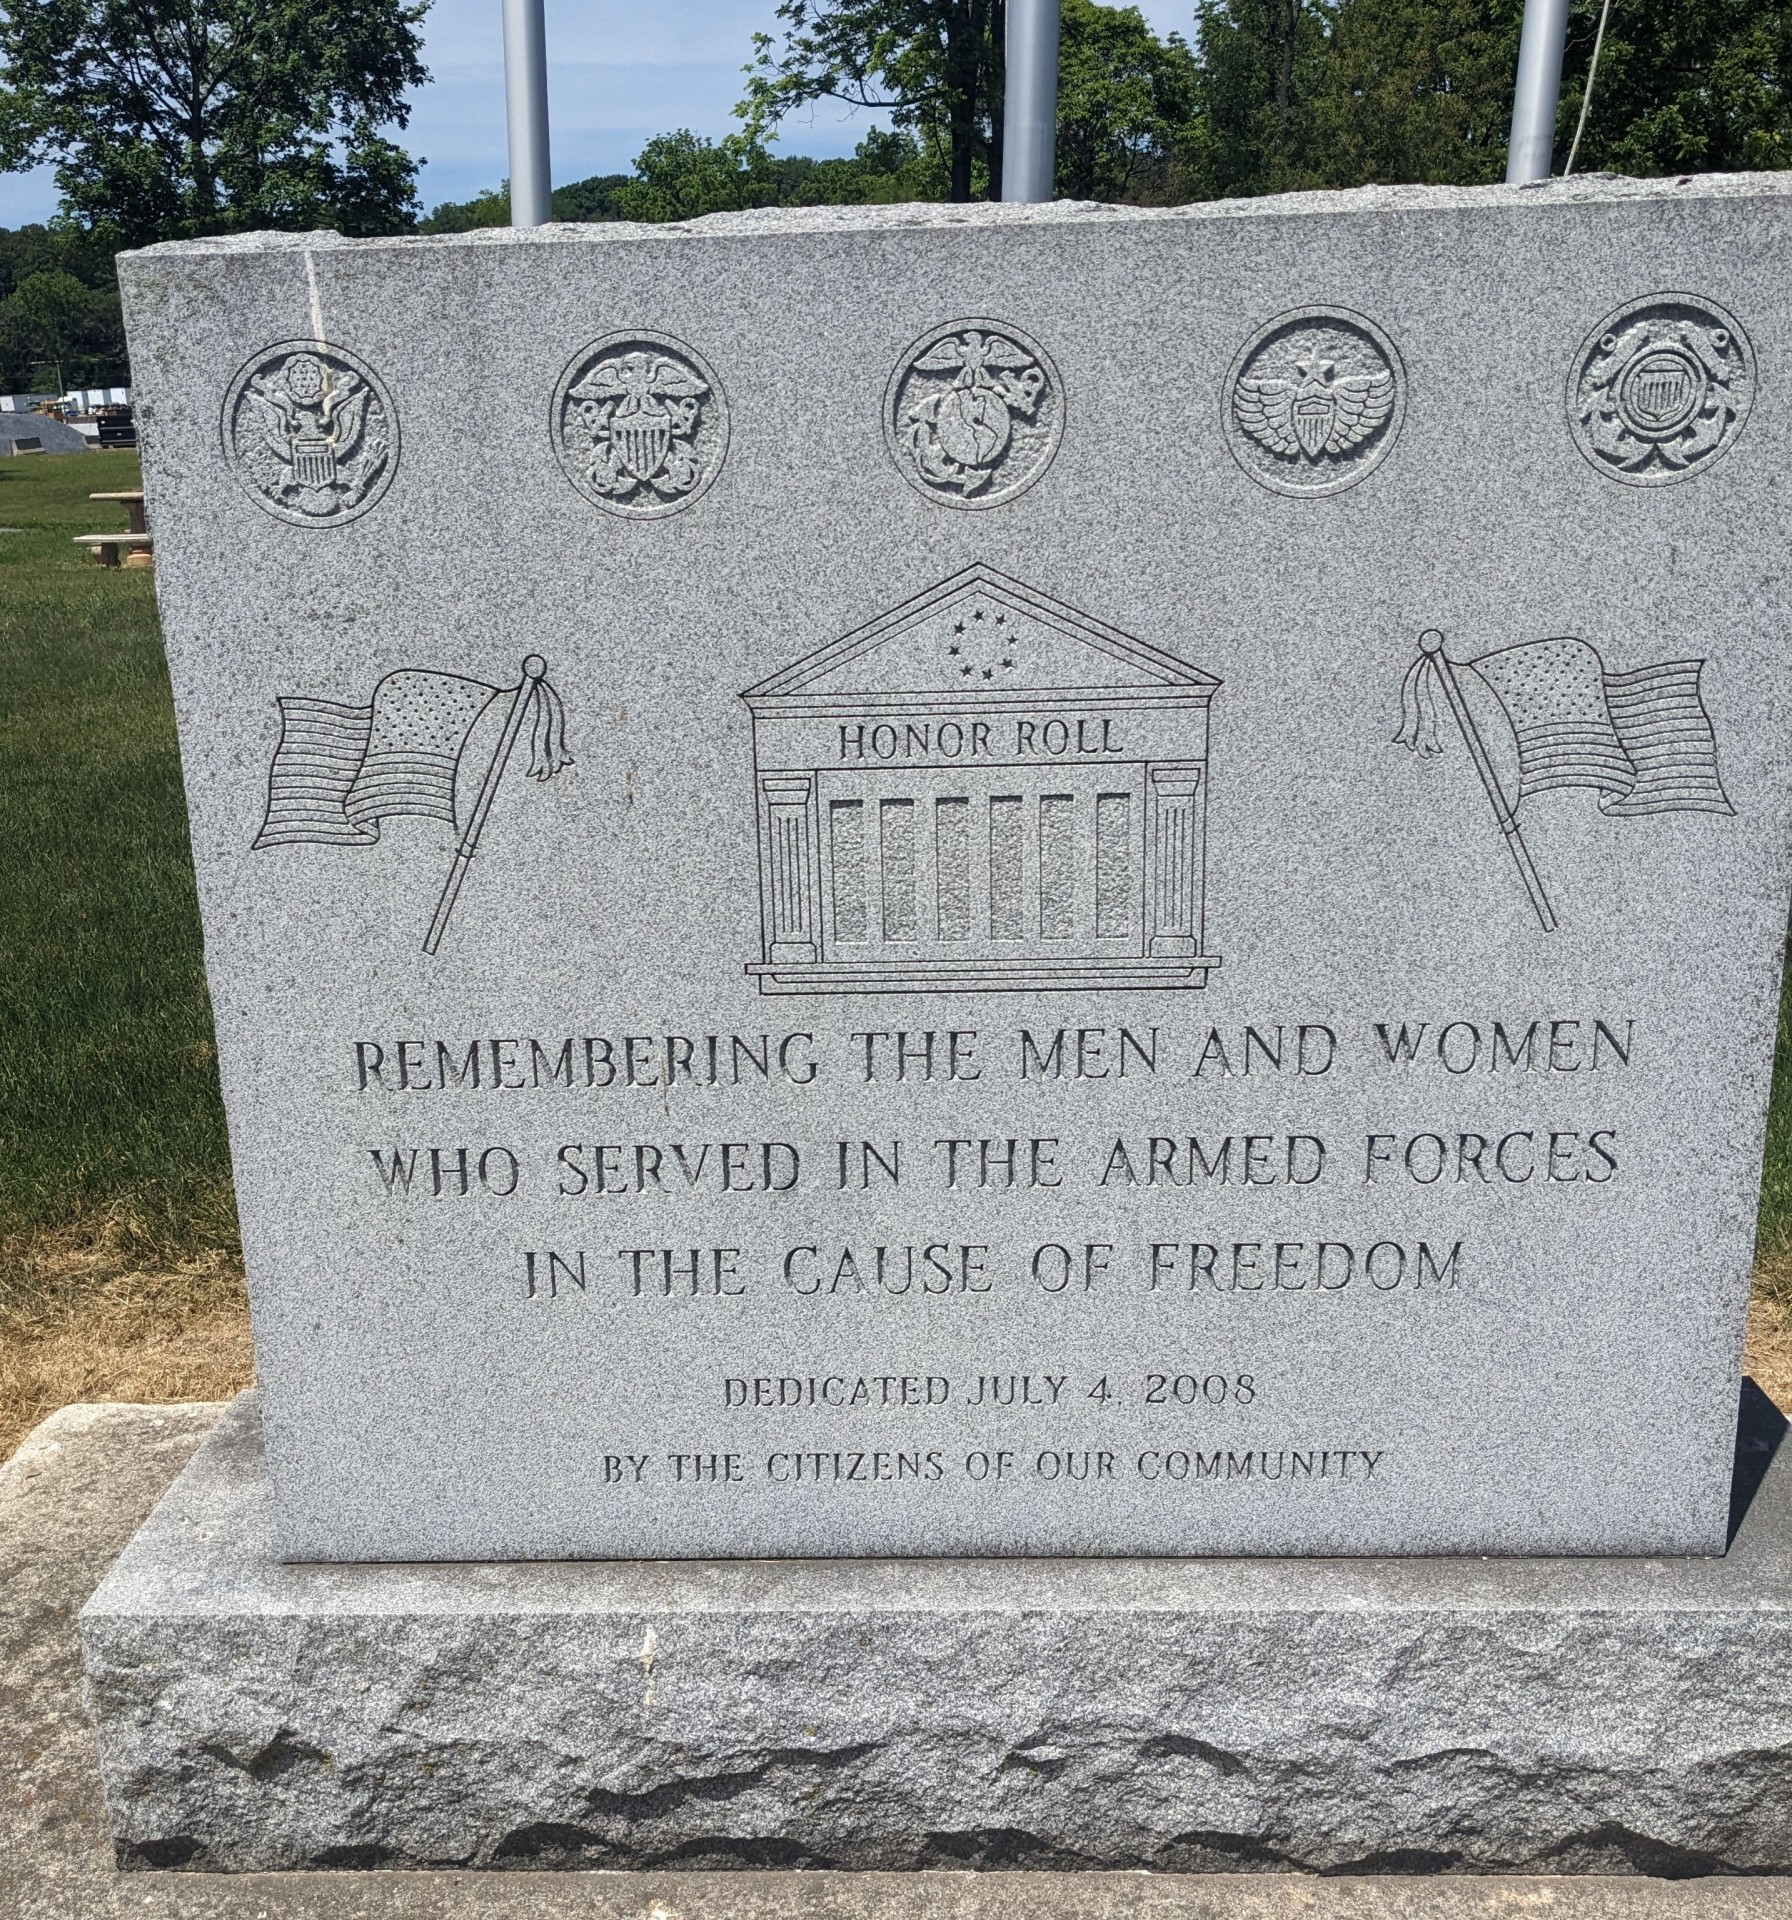 HONOR ROLL
REMEMBERING THE MEN AND WOMEN
WHO SERVED IN THE ARMED FORCES
IN THE CAUSE OF FREEDOM
DEDICATED JULY 4, 2008
BY THE CITIZENS OF OUR COMMUNITY